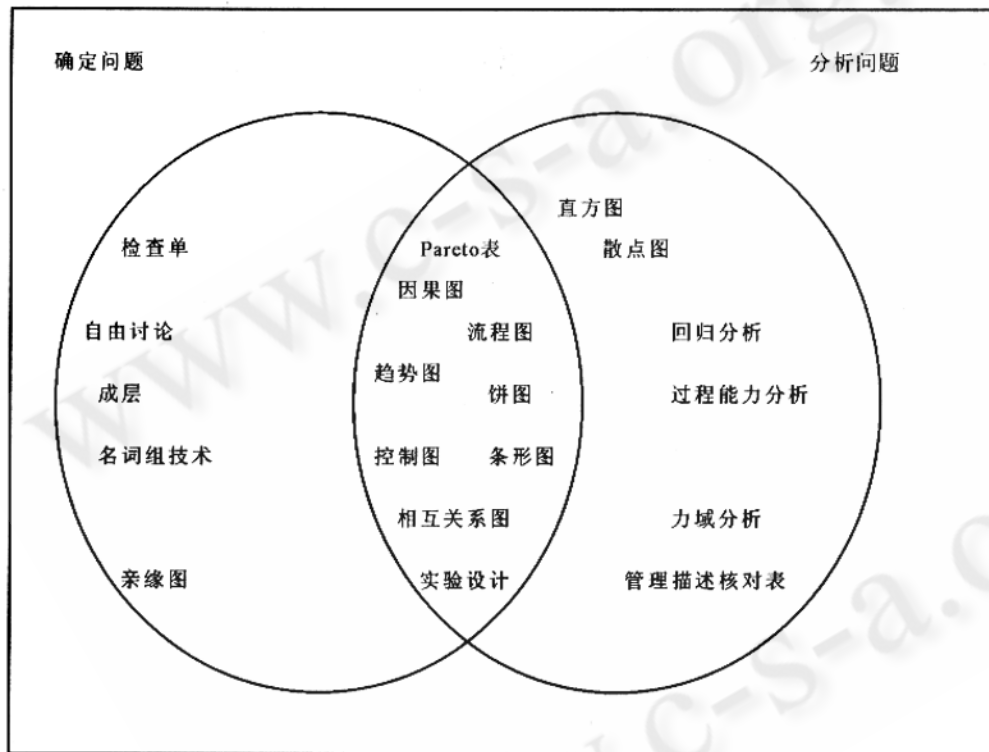 确定问题
分析问题
直方图
检查单
Pareto表
散点图
因果图
自由讨论
流程图
回归分析
趋势图
成层
饼图
过程能力分析
名词组技术
控制图
条形图
相互关系图
力域分析
亲缘图
实验设计
管理描述核对表
www.c-s-a.org
www.c-s-a.o